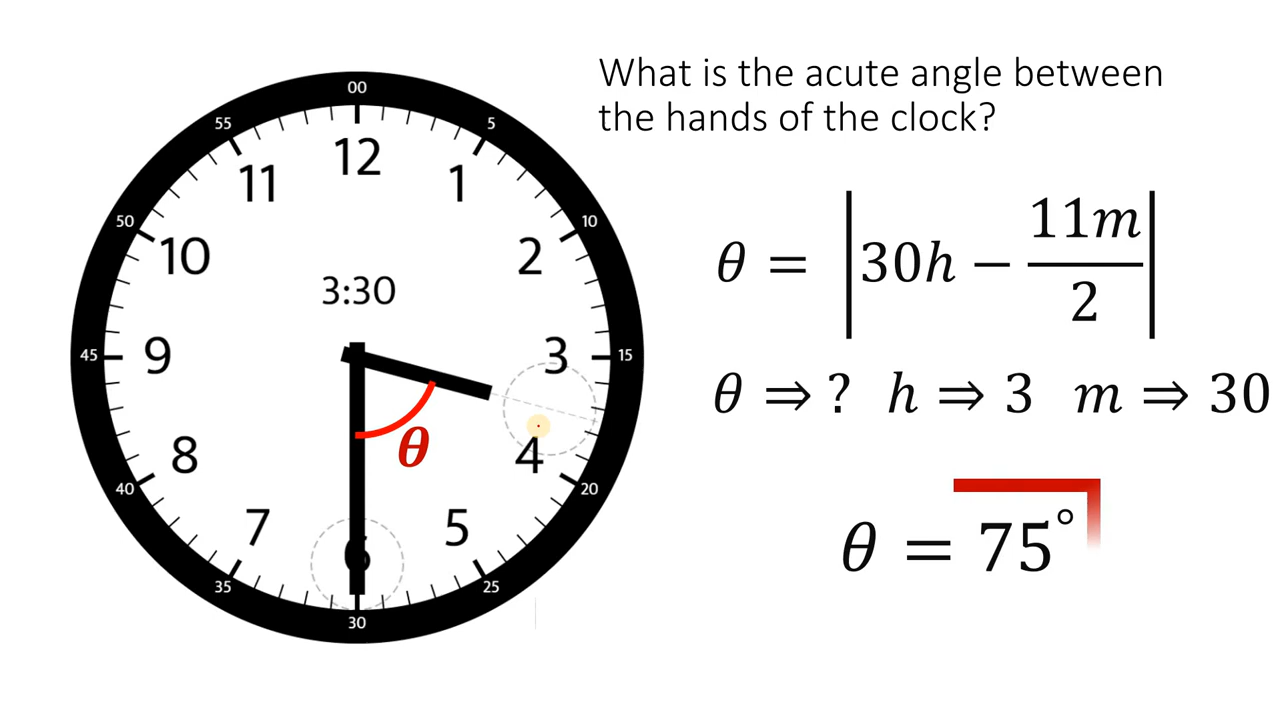 What is the acute angle between
the hands of the clock?
00
55 5
12
11 1
50 10
10 2
3:30
45 9 3 15
θ
8 4
40 20
7 5
6
35 25
30
θ = |30h − 11m/2|
θ ⇒ ? h ⇒ 3 m ⇒ 30
θ = 75°